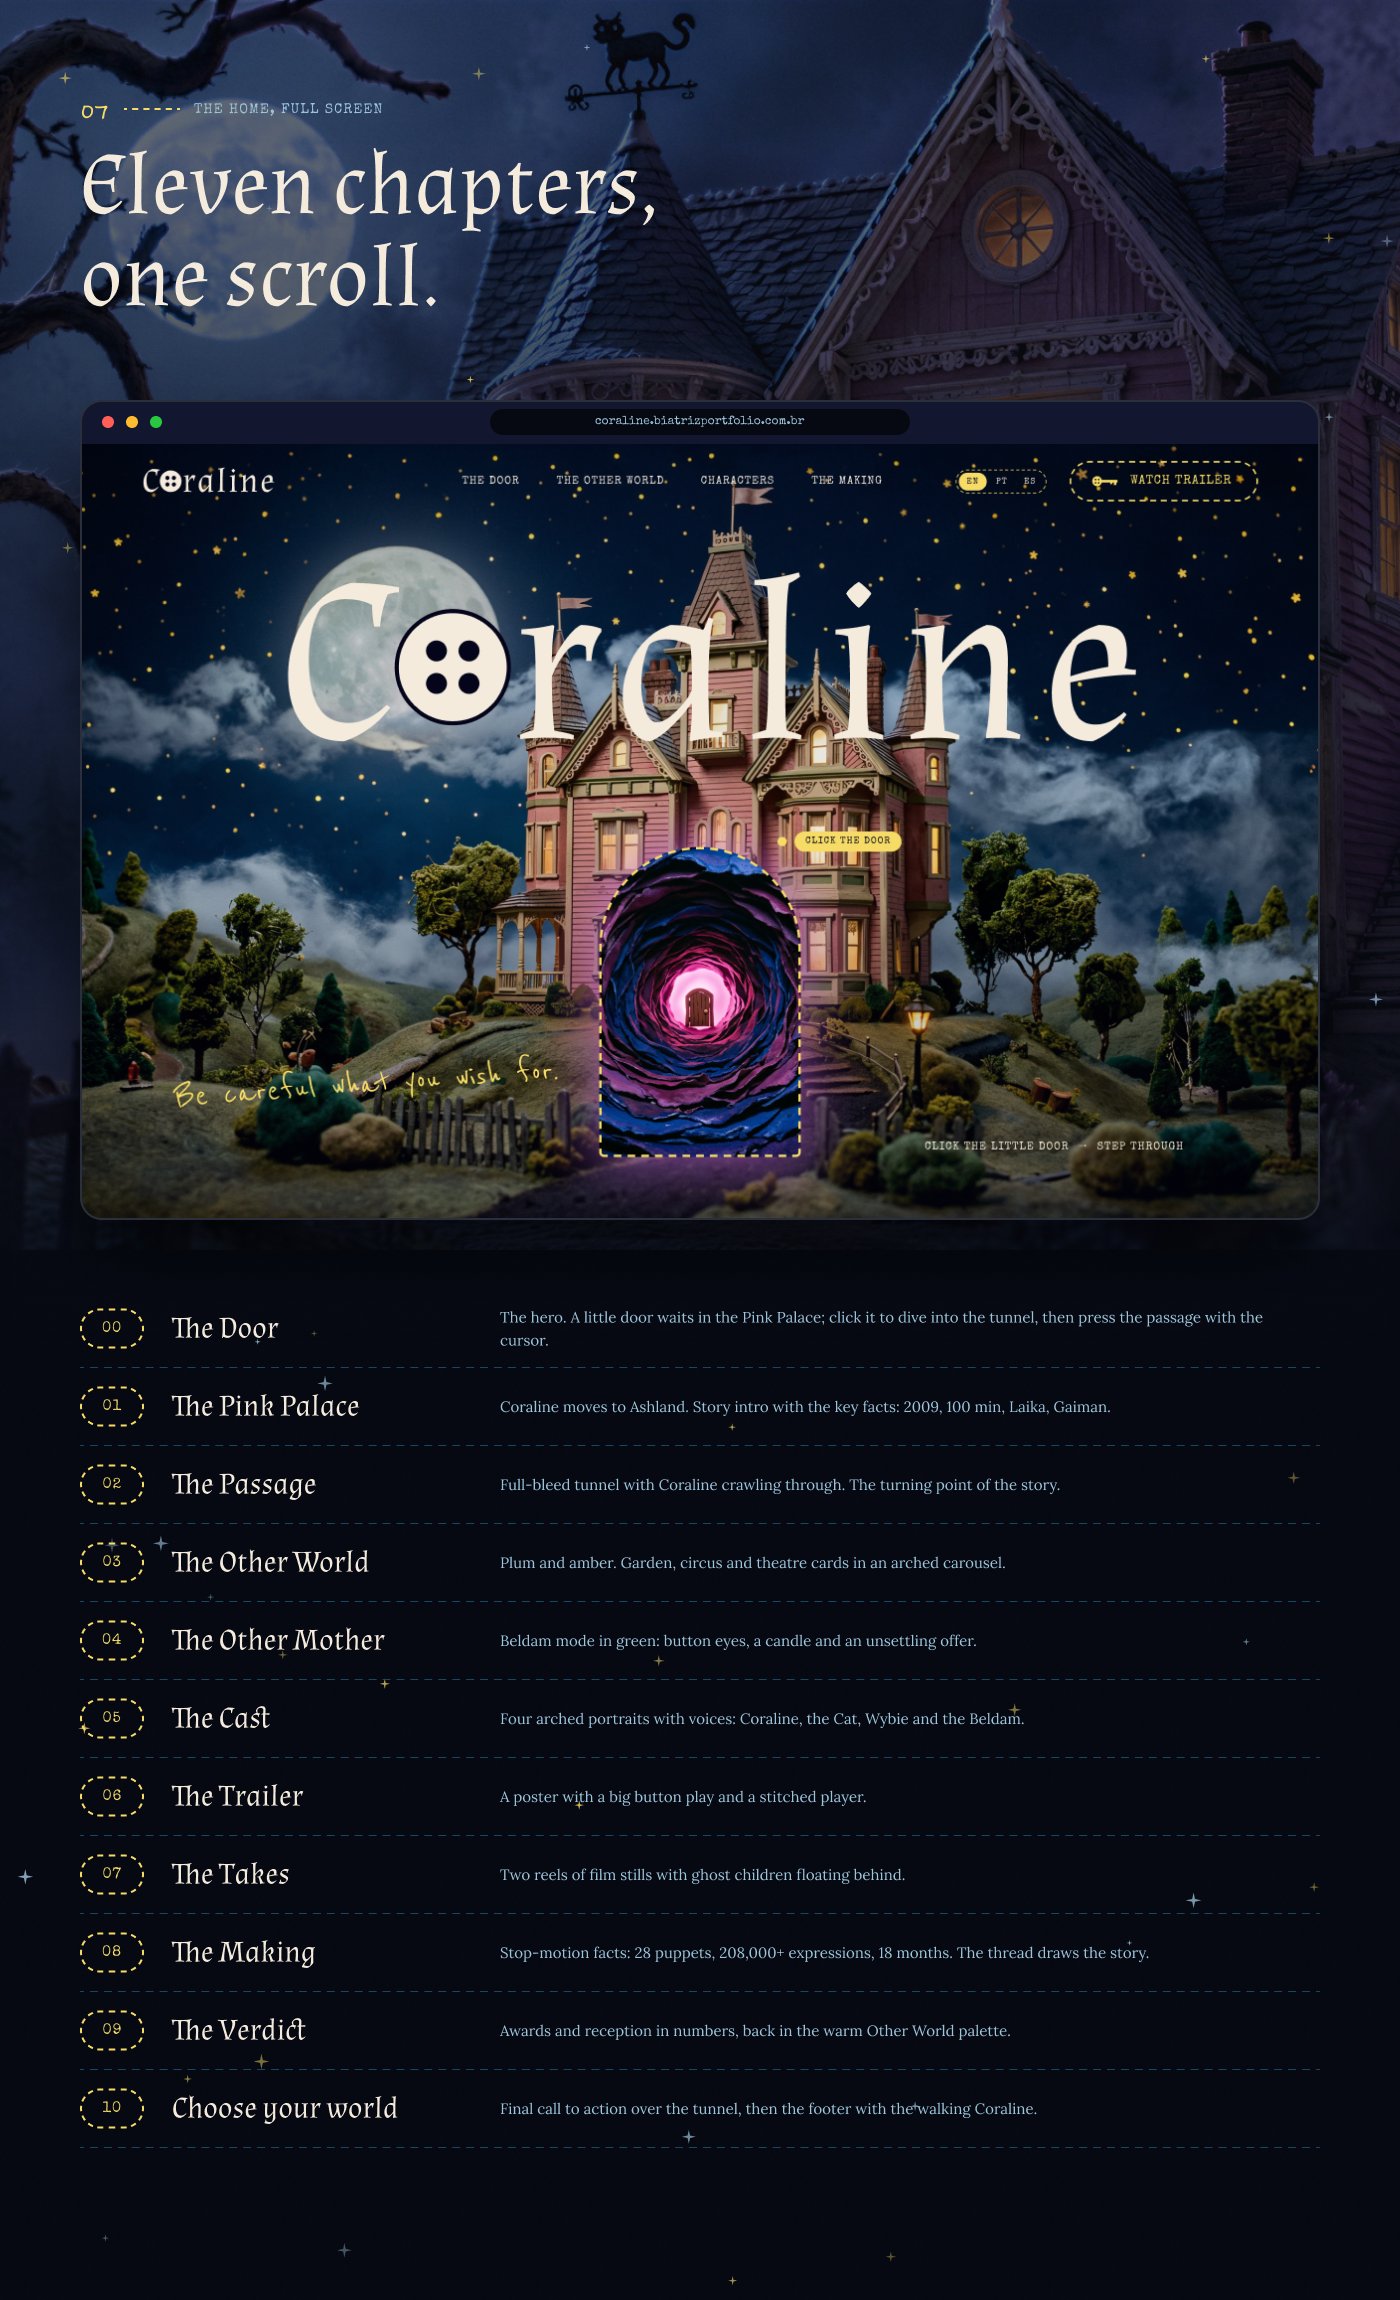 07 THE HOME, FULL SCREEN
Eleven chapters,
one scroll.
coraline.biatrizportfolio.com.br
Coraline
THE DOOR THE OTHER WORLD CHARACTERS THE MAKING EN PT ES WATCH TRAILER
Coraline
CLICK THE DOOR
Be careful what you wish for.
CLICK THE LITTLE DOOR · STEP THROUGH
00 The Door The hero. A little door waits in the Pink Palace; click it to dive into the tunnel, then press the passage with the
cursor.
01 The Pink Palace Coraline moves to Ashland. Story intro with the key facts: 2009, 100 min, Laika, Gaiman.
02 The Passage Full-bleed tunnel with Coraline crawling through. The turning point of the story.
03 The Other World Plum and amber. Garden, circus and theatre cards in an arched carousel.
04 The Other Mother Beldam mode in green: button eyes, a candle and an unsettling offer.
05 The Cast Four arched portraits with voices: Coraline, the Cat, Wybie and the Beldam.
06 The Trailer A poster with a big button play and a stitched player.
07 The Takes Two reels of film stills with ghost children floating behind.
08 The Making Stop-motion facts: 28 puppets, 208,000+ expressions, 18 months. The thread draws the story.
09 The Verdict Awards and reception in numbers, back in the warm Other World palette.
10 Choose your world Final call to action over the tunnel, then the footer with the walking Coraline.